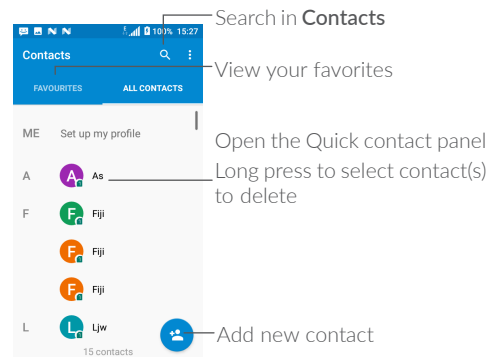 Search in Contacts
100% 15:27
Contacts
View your favorites
FAVOURITES ALL CONTACTS
ME Set up my profile
Open the Quick contact panel
Long press to select contact(s)
to delete
A A As
F F Fiji
F Fiji
F Fiji
L L Ljw
Add new contact
15 contacts